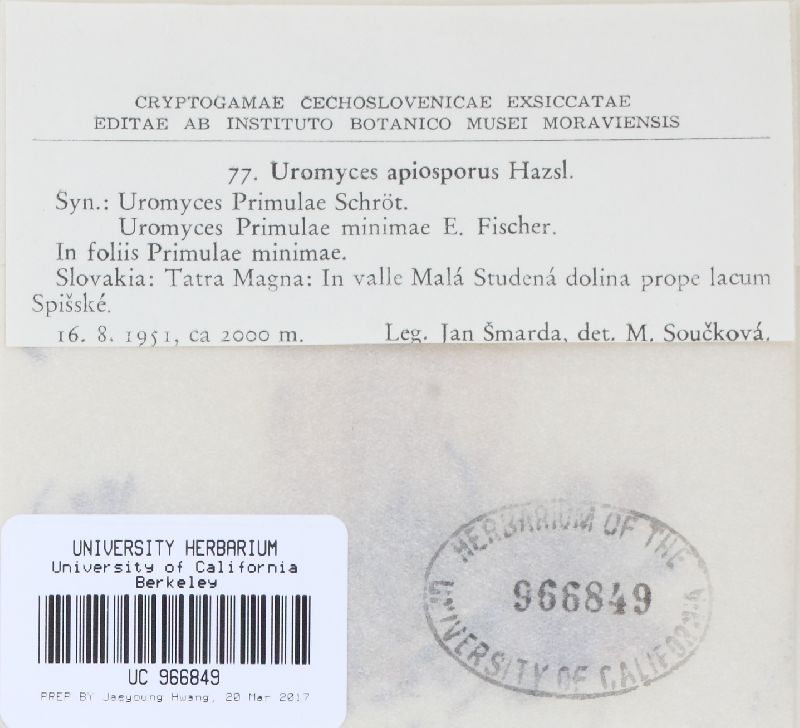 CRYPTOGAMAE ČECHOSLOVENICAE EXSICCATAE
EDITAE AB INSTITUTO BOTANICO MUSEI MORAVIENSIS
77. Uromyces apiosporus Hazsl.
Syn.: Uromyces Primulae Schröt.
Uromyces Primulae minimae E. Fischer.
In foliis Primulae minimae.
Slovakia: Tatra Magna: In valle Malá Studená dolina prope lacum
Spišské.
16. 8. 1951, ca 2000 m. Leg. Jan Šmarda, det. M. Součková.
HERBARIUM OF THE
966849
UNIVERSITY OF CALIFORNIA
UNIVERSITY HERBARIUM
University of California
Berkeley
UC 966849
PREP BY Jaeyoung Hwang, 20 Mar 2017